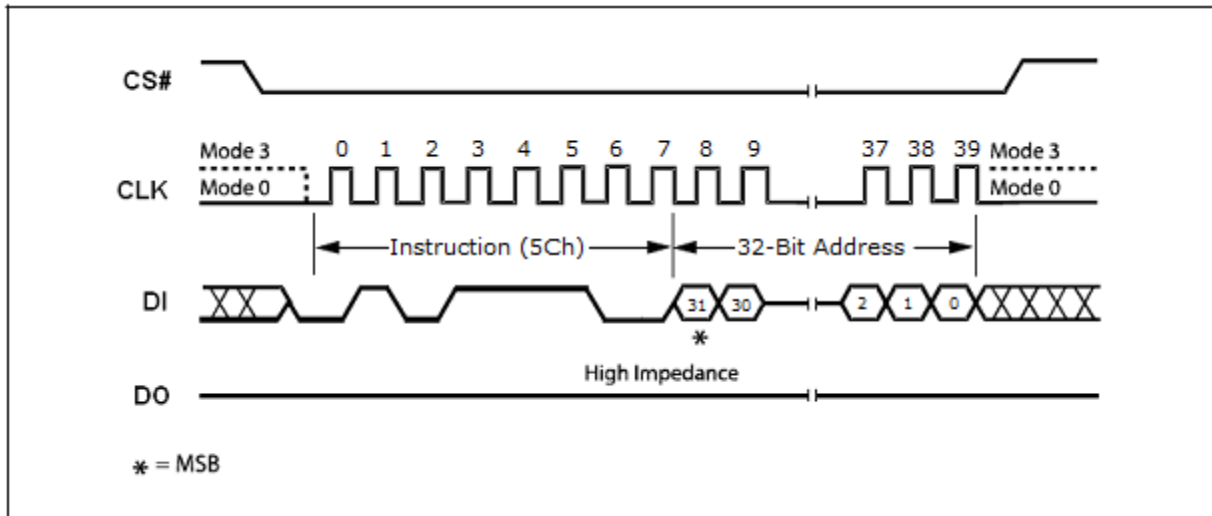 CS#
Mode 3 0 1 2 3 4 5 6 7 8 9 37 38 39 Mode 3
CLK Mode 0 Mode 0
Instruction (5Ch) 32-Bit Address
DI 31 30 2 1 0
*
High Impedance
DO
* = MSB